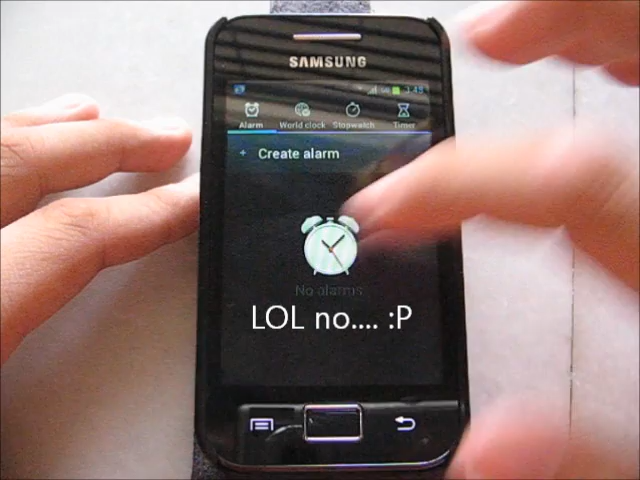 SAMSUNG
Alarm World clock Stopwatch Timer
+ Create alarm
No alarms
LOL no.... :P